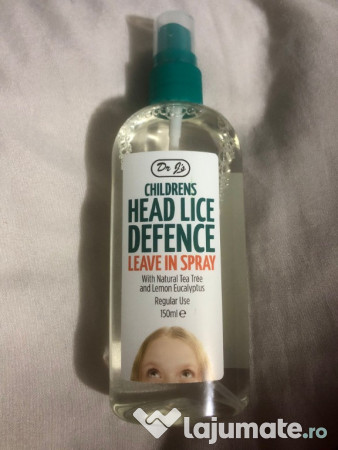 Dr J's
CHILDRENS
HEAD LICE
DEFENCE
LEAVE IN SPRAY
With Natural Tea Tree
and Lemon Eucalyptus
Regular Use
150ml e
lajumate.ro